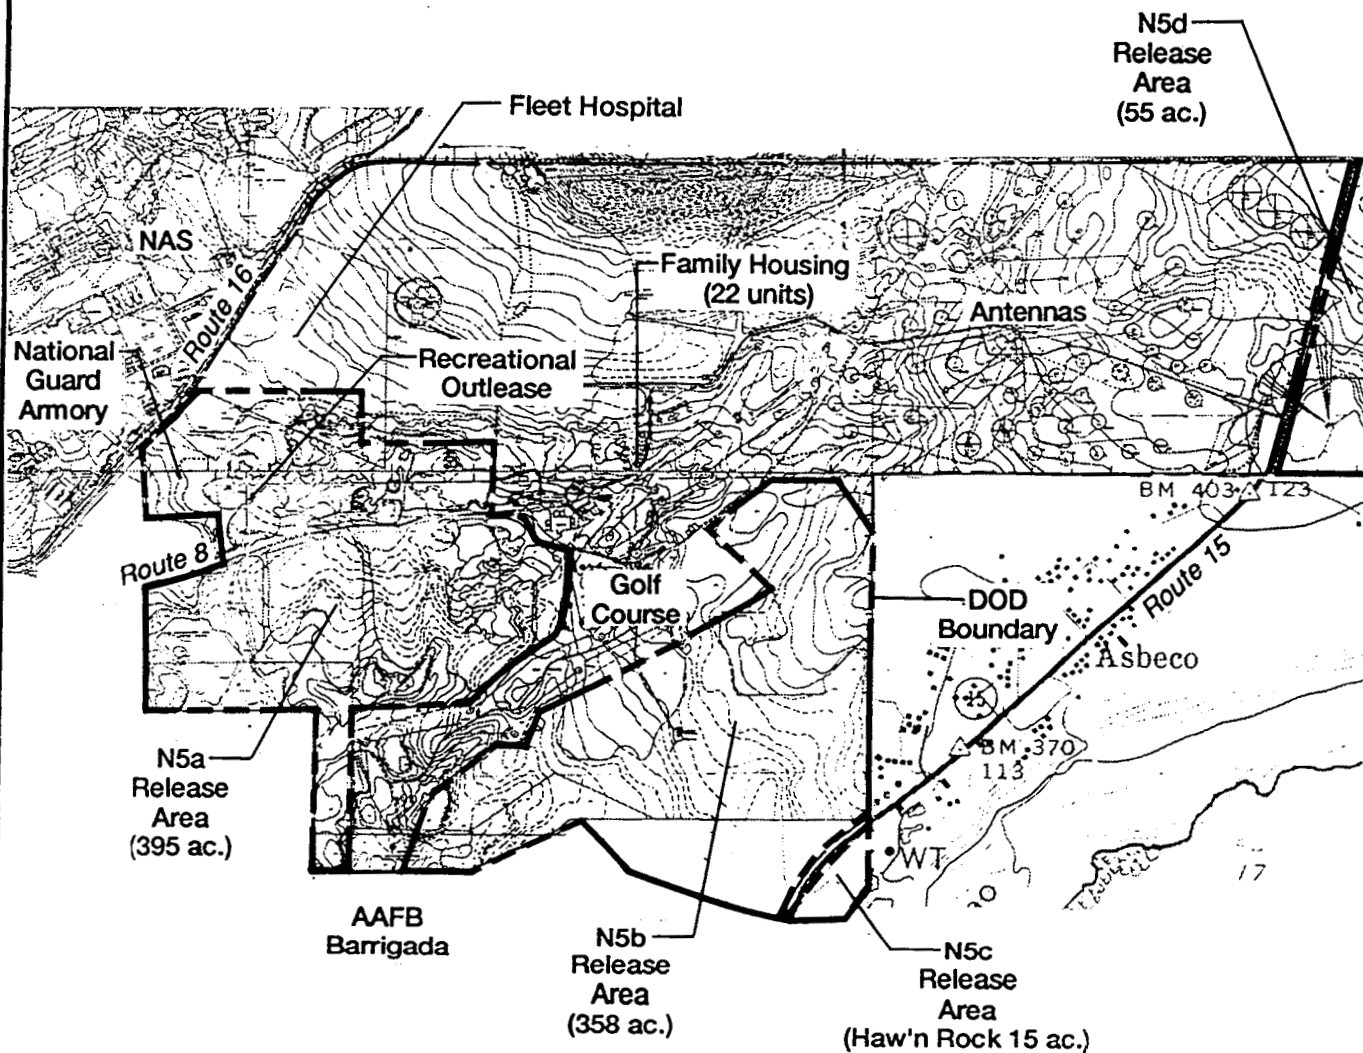 N5d
Release
Area
(55 ac.)
Fleet Hospital
NAS
Route 16
Family Housing
(22 units)
Antennas
National
Guard
Armory
Recreational
Outlease
BM 403
123
Route 8
Golf
Course
DOD
Boundary
Route 15
Asbeco
15
BM 370
113
N5a
Release
Area
(395 ac.)
WT
17
AAFB
Barrigada
N5b
Release
Area
(358 ac.)
N5c
Release
Area
(Haw'n Rock 15 ac.)